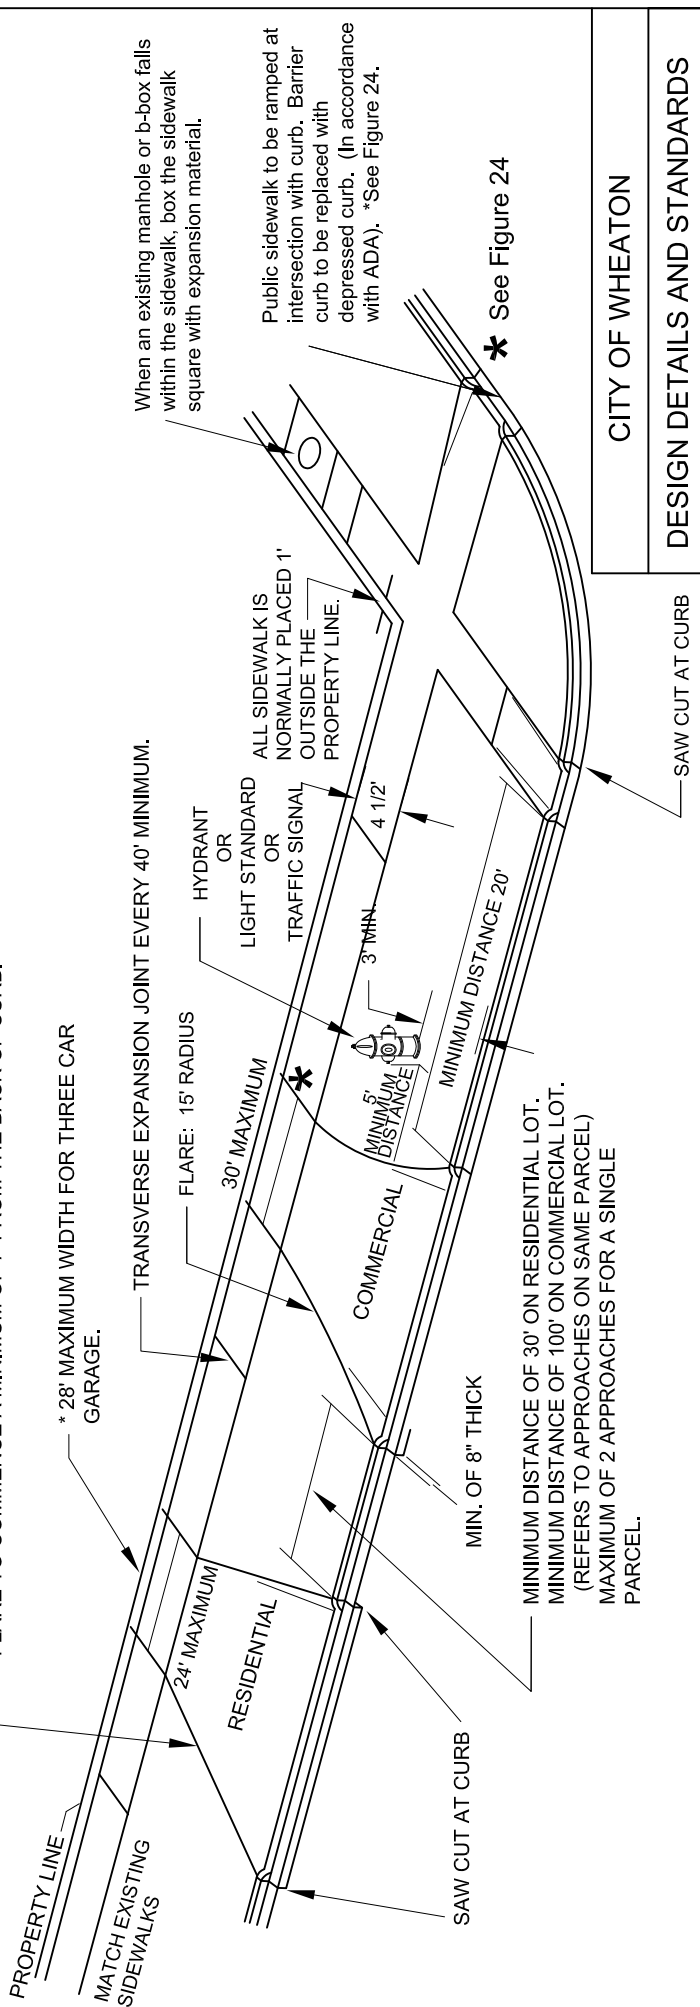 FLARE TO COMMENCE A MINIMUM OF FROM THE BACK OF CURB.
* 28' MAXIMUM WIDTH FOR THREE CAR
GARAGE.
TRANSVERSE EXPANSION JOINT EVERY 40' MINIMUM.
FLARE: 15' RADIUS
HYDRANT
OR
LIGHT STANDARD
OR
TRAFFIC SIGNAL
ALL SIDEWALK IS
NORMALLY PLACED 1'
OUTSIDE THE
PROPERTY LINE.
When an existing manhole or b-box falls
within the sidewalk, box the sidewalk
square with expansion material.
Public sidewalk to be ramped at
intersection with curb. Barrier
curb to be replaced with
depressed curb. (In accordance
with ADA). *See Figure 24.
* See Figure 24
PROPERTY LINE
MATCH EXISTING
SIDEWALKS
24' MAXIMUM
RESIDENTIAL
30' MAXIMUM
*
COMMERCIAL
5'
MINIMUM
DISTANCE
3' MIN.
4 1/2'
MINIMUM DISTANCE 20'
SAW CUT AT CURB
MIN. OF 8" THICK
MINIMUM DISTANCE OF 30' ON RESIDENTIAL LOT.
MINIMUM DISTANCE OF 100' ON COMMERCIAL LOT.
(REFERS TO APPROACHES ON SAME PARCEL)
MAXIMUM OF 2 APPROACHES FOR A SINGLE
PARCEL.
SAW CUT AT CURB
CITY OF WHEATON
DESIGN DETAILS AND STANDARDS